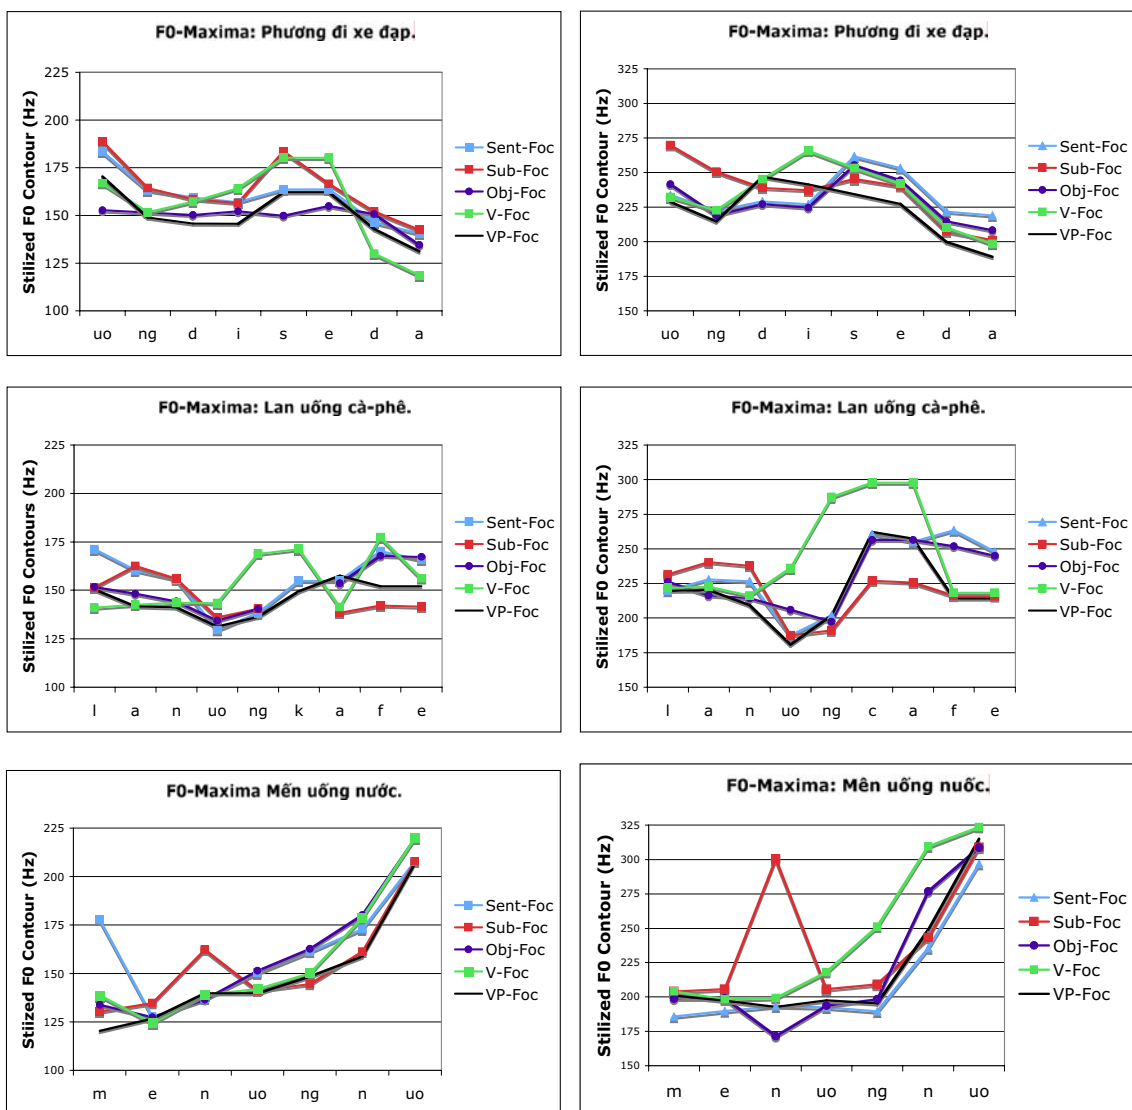 F0-Maxima: Phương đi xe đạp.
Stilized F0 Contour (Hz)
225
200
175
150
125
100
uo ng d i s e d a
Sent-Foc
Sub-Foc
Obj-Foc
V-Foc
VP-Foc
F0-Maxima: Phương đi xe đạp.
Stilized F0 Contour (Hz)
325
300
275
250
225
200
175
150
uo ng d i s e d a
Sent-Foc
Sub-Foc
Obj-Foc
V-Foc
VP-Foc
F0-Maxima: Lan uống cà-phê.
Stilized F0 Contours (Hz)
225
200
175
150
125
100
l a n uo ng k a f e
Sent-Foc
Sub-Foc
Obj-Foc
V-Foc
VP-Foc
F0-Maxima: Lan uống cà-phê.
Stilized F0 Contour (Hz)
325
300
275
250
225
200
175
150
l a n uo ng c a f e
Sent-Foc
Sub-Foc
Obj-Foc
V-Foc
VP-Foc
F0-Maxima Mến uống nước.
Stilized F0 Contour (Hz)
225
200
175
150
125
100
m e n uo ng n uo
Sent-Foc
Sub-Foc
Obj-Foc
V-Foc
VP-Foc
F0-Maxima: Mên uống nuốc.
Stilized F0 Contour (Hz)
325
300
275
250
225
200
175
150
m e n uo ng n uo
Sent-Foc
Sub-Foc
Obj-Foc
V-Foc
VP-Foc